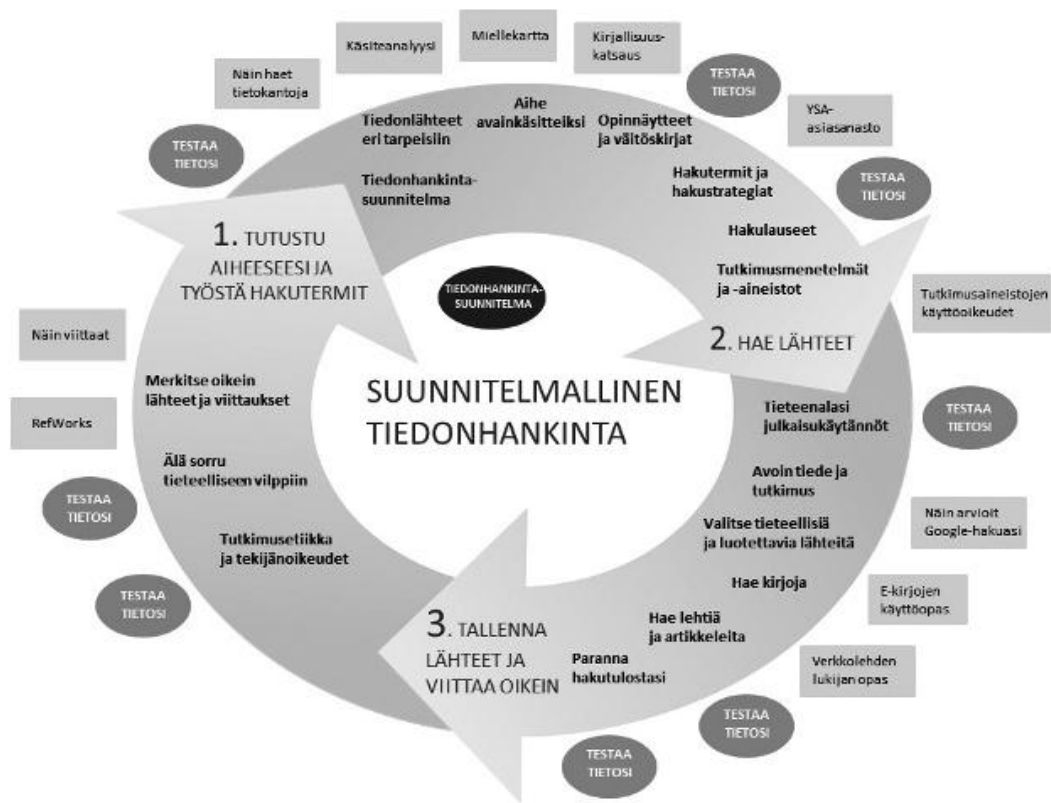 Käsiteanalyysi
Miellekartta
Kirjallisuus-
katsaus
Näin haet
tietokantoja
TESTAA
TIETOSI
YSA-
asiasanasto
TESTAA
TIETOSI
TESTAA
TIETOSI
Tiedonlähteet
eri tarpeisiin
Aihe
avainkäsitteiksi
Opinnäytteet
ja väitöskirjat
Tiedonhankinta-
suunnitelma
Hakutermit ja
hakustrategiat
Hakulauseet
Tutkimusmenetelmät
ja -aineistot
1. TUTUSTU
AIHEESEESI JA
TYÖSTÄ HAKUTERMIT
TIEDONHANKINTA-
SUUNNITELMA
2. HAE LÄHTEET
Tutkimusaineistojen
käyttöoikeudet
SUUNNITELMALLINEN
TIEDONHANKINTA
Tieteenalasi
julkaisukäytännöt
TESTAA
TIETOSI
Avoin tiede ja
tutkimus
Valitse tieteellisiä
ja luotettavia lähteitä
Näin arvioit
Google-hakuasi
Hae kirjoja
E-kirjojen
käyttöopas
Hae lehtiä
ja artikkeleita
Verkkolehden
lukijan opas
Paranna
hakutulostasi
TESTAA
TIETOSI
TESTAA
TIETOSI
3. TALLENNA
LÄHTEET JA
VIITTAA OIKEIN
Tutkimusetiikka
ja tekijänoikeudet
TESTAA
TIETOSI
Älä sorru
tieteelliseen vilppiin
TESTAA
TIETOSI
Merkitse oikein
lähteet ja viittaukset
RefWorks
Näin viittaat